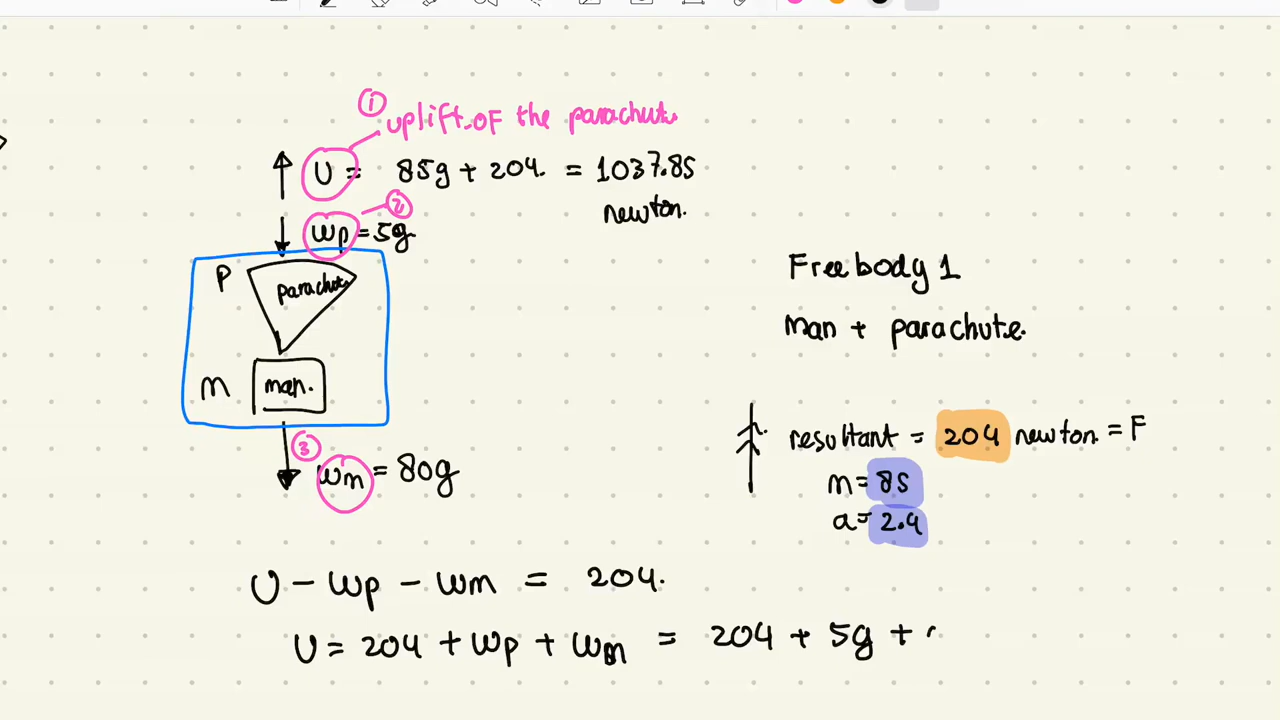 ① uplift of the parachute
U = 85g + 204. = 1037.85
newton.
②
wp = 5g
P parachute
M man.
③
wm = 80g
Free body 1
man + parachute.
resultant = 204 newton = F
m = 85
a = 2.4
U - wp - wm = 204.
U = 204 + wp + wm = 204 + 5g +